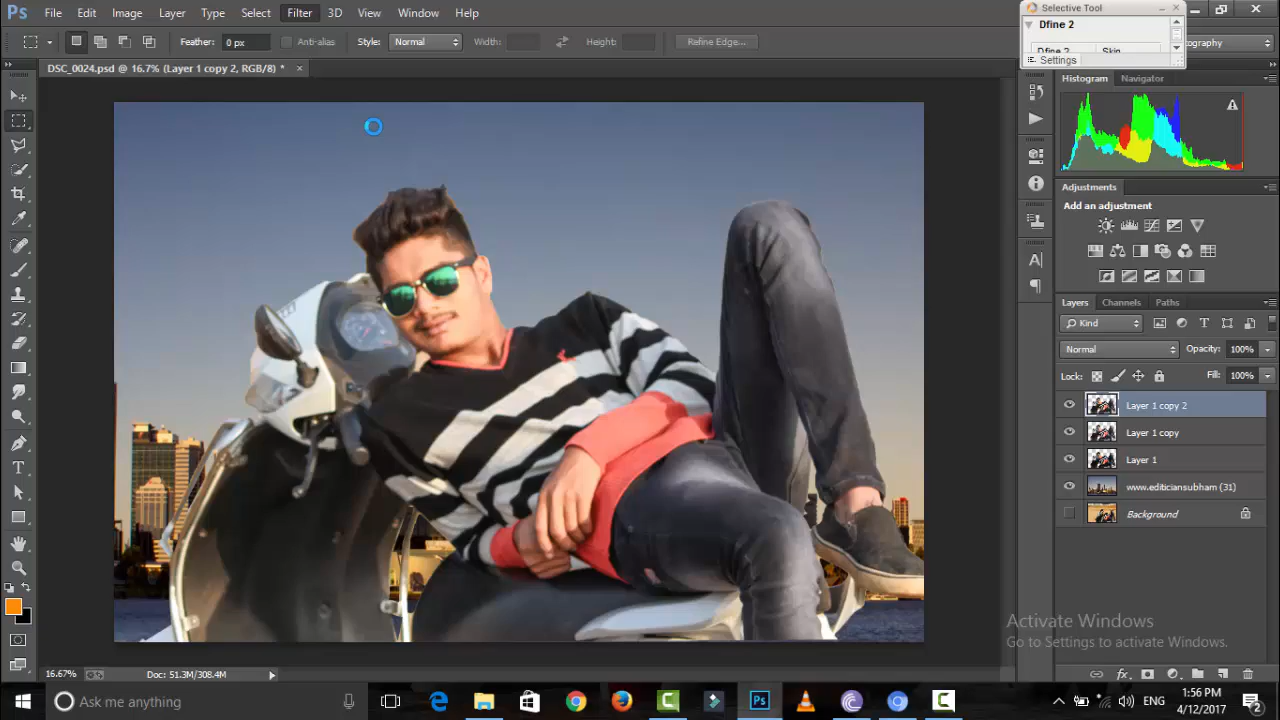 Ps File Edit Image Layer Type Select Filter 3D View Window Help
Selective Tool
Dfine 2
Dfine 2 Skin
Settings
Feather: 0 px Anti-alias Style: Normal Width: Height: Refine Edge...
DSC_0024.psd @ 16.7% (Layer 1 copy 2, RGB/8) *
Histogram Navigator
Adjustments
Add an adjustment
Layers Channels Paths
Kind
Normal Opacity: 100%
Lock: Fill: 100%
Layer 1 copy 2
Layer 1 copy
Layer 1
www.editiciansubham (31)
Background
Activate Windows
Go to Settings to activate Windows.
16.67% Doc: 51.3M/308.4M
Ask me anything
ENG
1:56 PM
4/12/2017
2